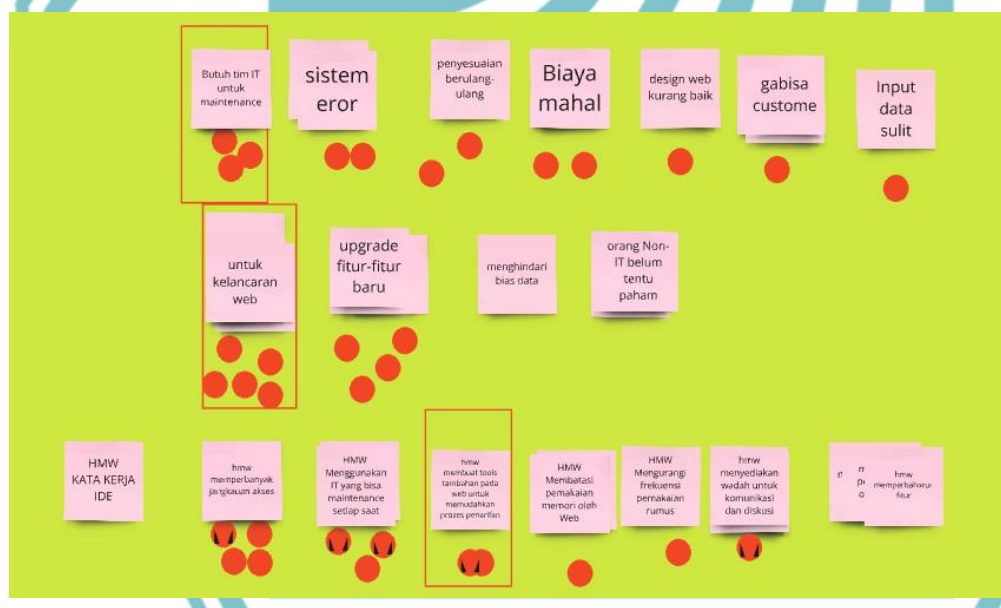 Butuh tim IT
untuk
maintenance
sistem
eror
penyesuaian
berulang-
ulang
Biaya
mahal
design web
kurang baik
gabisa
custome
Input
data
sulit
untuk
kelancaran
web
upgrade
fitur-fitur
baru
menghindari
bias data
orang Non-
IT belum
tentu
paham
HMW
KATA KERJA
IDE
hmw
memperbanyak
jangkauan akses
HMW
Menggunakan
IT yang bisa
maintenance
setiap saat
hmw
membuat tools
tambahan pada
web untuk
memudahkan
proses penarifan
HMW
Membatasi
pemakaian
memori oleh
Web
HMW
Mengurangi
frekuensi
pemakaian
rumus
hmw
menyediakan
wadah untuk
komunikasi
dan diskusi
hmw
memperbaharui
fitur